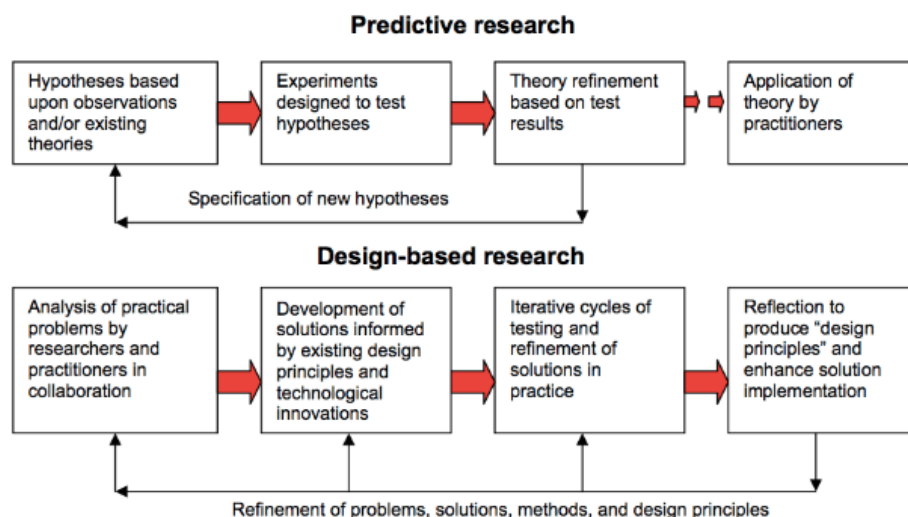 Predictive research
Hypotheses based
upon observations
and/or existing
theories
Experiments
designed to test
hypotheses
Theory refinement
based on test
results
Application of
theory by
practitioners
Specification of new hypotheses
Design-based research
Analysis of practical
problems by
researchers and
practitioners in
collaboration
Development of
solutions informed
by existing design
principles and
technological
innovations
Iterative cycles of
testing and
refinement of
solutions in
practice
Reflection to
produce “design
principles” and
enhance solution
implementation
Refinement of problems, solutions, methods, and design principles